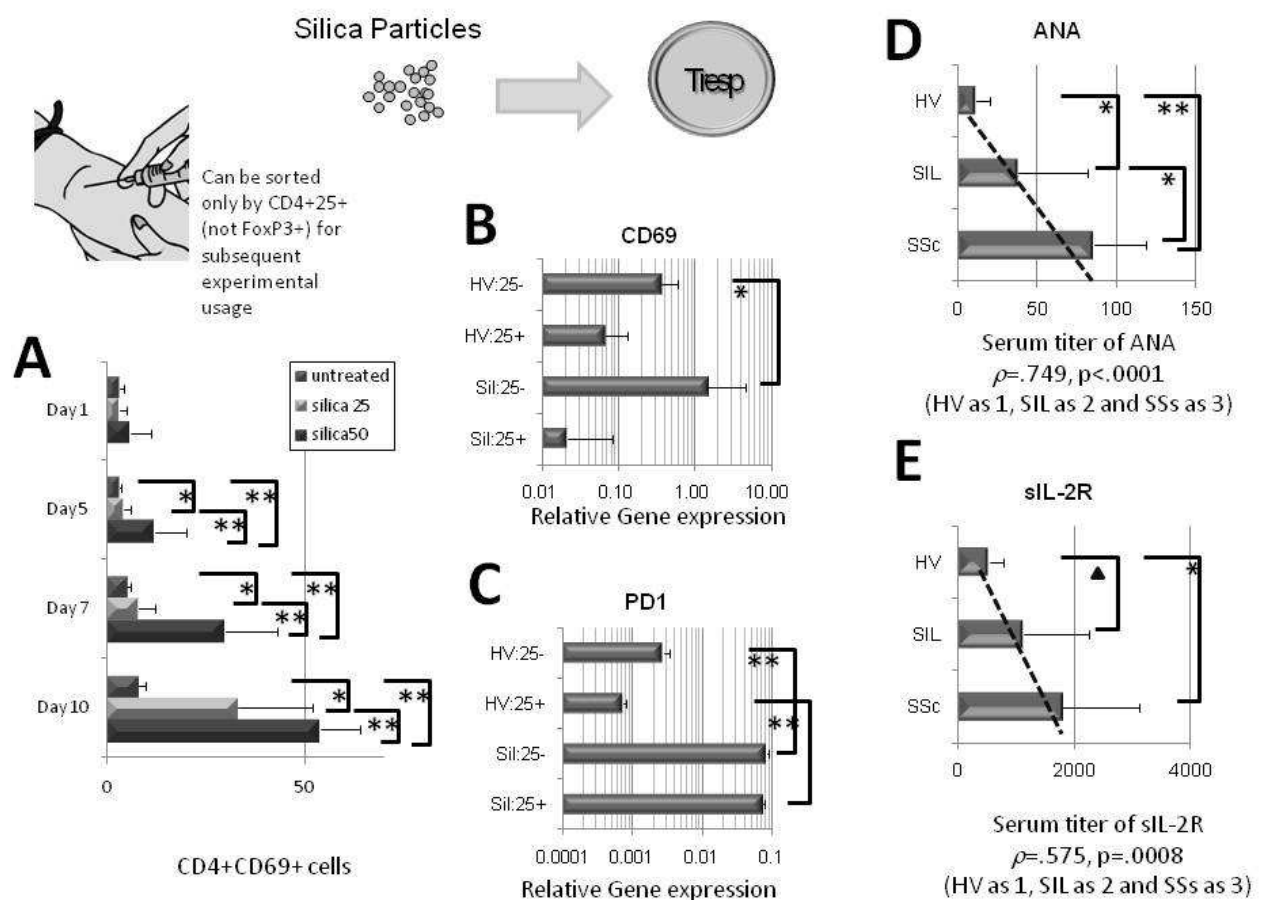 Silica Particles
Tresp
Can be sorted
only by CD4+25+
(not FoxP3+) for
subsequent
experimental
usage
A
untreated
silica 25
silica50
Day1
Day5
* **
**
Day7
* **
**
Day10
* **
**
0 50
CD4+CD69+ cells
B
CD69
HV:25-
*
HV:25+
Sil:25-
Sil:25+
0.01 0.10 1.00 10.00
Relative Gene expression
C
PD1
HV:25-
**
HV:25+
**
Sil:25-
Sil:25+
0.0001 0.001 0.01 0.1
Relative Gene expression
D
ANA
HV
* **
SIL
*
SSc
0 50 100 150
Serum titer of ANA
ρ=.749, p<.0001
(HV as 1, SIL as 2 and SSs as 3)
E
sIL-2R
HV
▲ *
SIL
SSc
0 2000 4000
Serum titer of sIL-2R
ρ=.575, p=.0008
(HV as 1, SIL as 2 and SSs as 3)